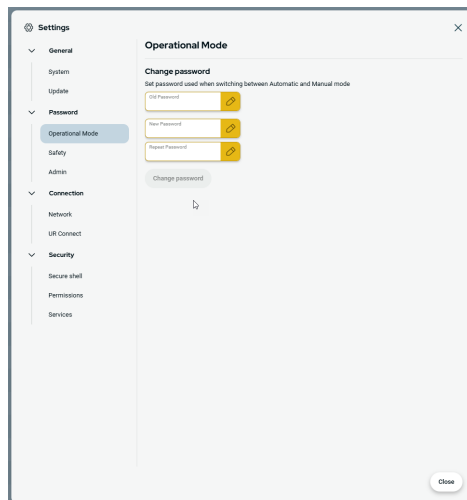 Settings
General
System
Update
Password
Operational Mode
Safety
Admin
Connection
Network
UR Connect
Security
Secure shell
Permissions
Services
Operational Mode
Change password
Set password used when switching between Automatic and Manual mode
Old Password
New Password
Repeat Password
Change password
Close